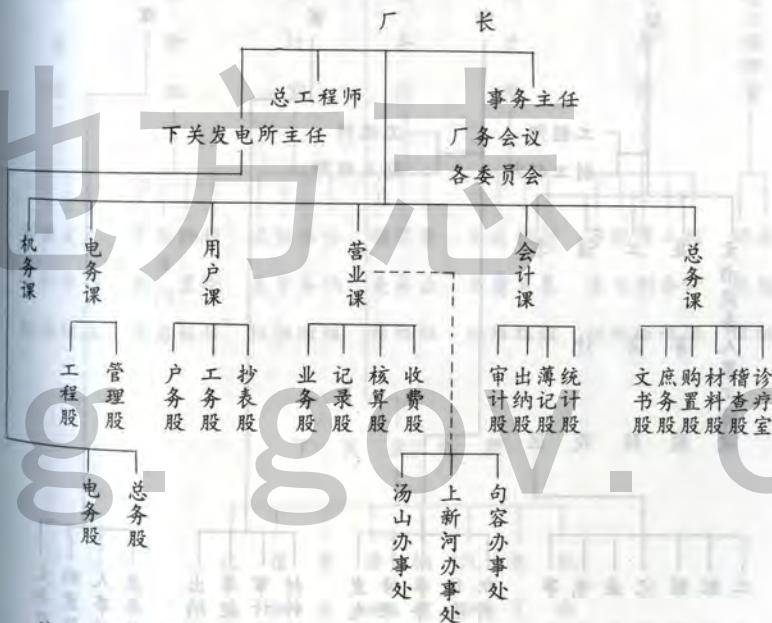 厂长
总工程师
事务主任
下关发电所主任
厂务会议
各委员会
机务课
电务课
用户课
营业课
会计课
总务课
工程股
管理股
户务股
工务股
抄表股
业务股
记录股
核算股
收费股
审计股
出纳股
薄记股
统计股
文书股
庶务股
购置股
材料股
稽查股
诊疗室
电务股
总务股
汤山办事处
上新河办事处
句容办事处
地方志
g.gov.c